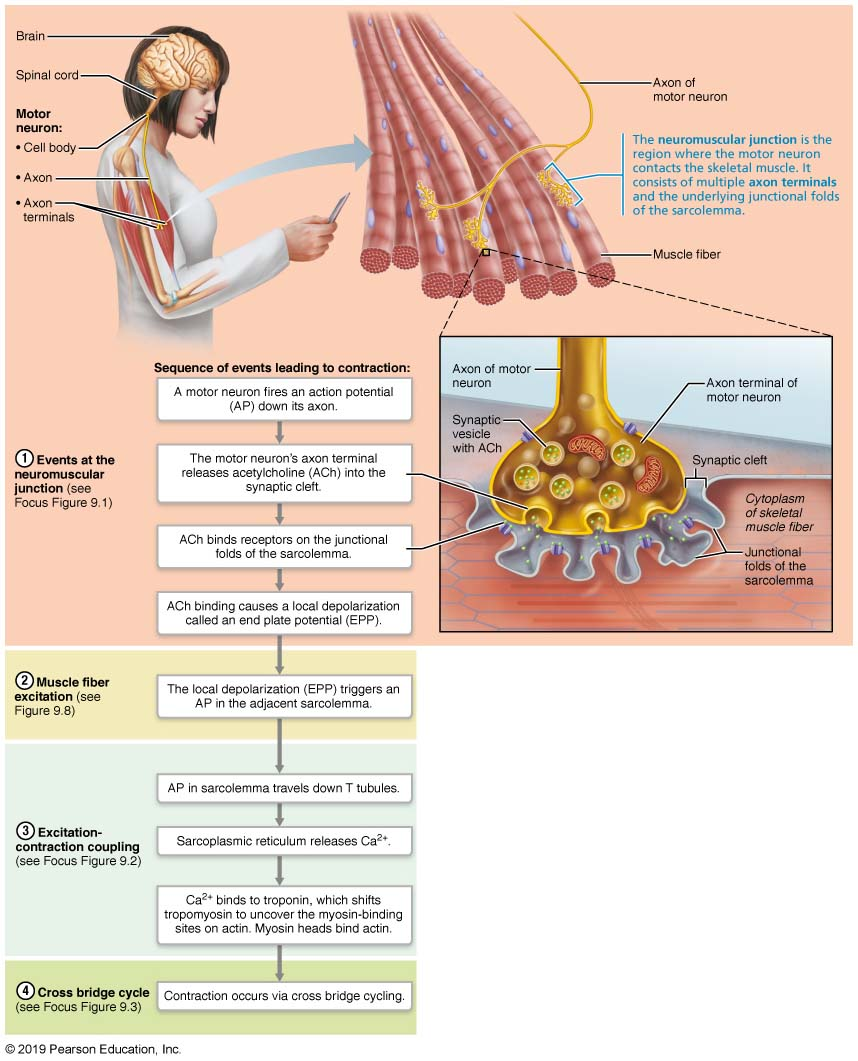 Brain
Spinal cord
Motor
neuron:
• Cell body
• Axon
• Axon
terminals
Axon of
motor neuron
The neuromuscular junction is the
region where the motor neuron
contacts the skeletal muscle. It
consists of multiple axon terminals
and the underlying junctional folds
of the sarcolemma.
Muscle fiber
Axon of motor
neuron
Axon terminal of
motor neuron
Synaptic
vesicle
with ACh
Synaptic cleft
Cytoplasm
of skeletal
muscle fiber
Junctional
folds of the
sarcolemma
Sequence of events leading to contraction:
A motor neuron fires an action potential
(AP) down its axon.
1 Events at the
neuromuscular
junction (see
Focus Figure 9.1)
The motor neuron's axon terminal
releases acetylcholine (ACh) into the
synaptic cleft.
ACh binds receptors on the junctional
folds of the sarcolemma.
ACh binding causes a local depolarization
called an end plate potential (EPP).
2 Muscle fiber
excitation (see
Figure 9.8)
The local depolarization (EPP) triggers an
AP in the adjacent sarcolemma.
3 Excitation-
contraction coupling
(see Focus Figure 9.2)
AP in sarcolemma travels down T tubules.
Sarcoplasmic reticulum releases Ca²⁺.
Ca²⁺ binds to troponin, which shifts
tropomyosin to uncover the myosin-binding
sites on actin. Myosin heads bind actin.
4 Cross bridge cycle
(see Focus Figure 9.3)
Contraction occurs via cross bridge cycling.
© 2019 Pearson Education, Inc.